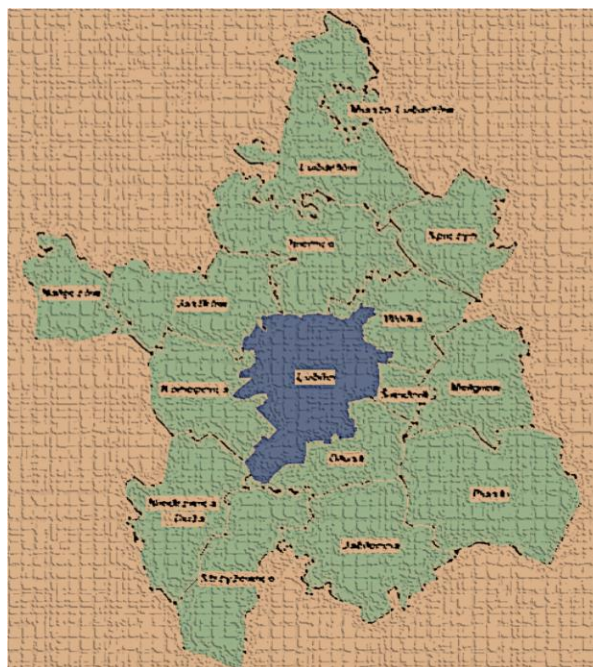 Miasto Lubartów
Lubartów
Niemce
Spiczyn
Nałęczów
Jastków
Wólka
Konopnica
Lublin
Świdnik
Mełgiew
Głusk
Piaski
Niedrzwica
Duża
Jabłonna
Strzyżewice